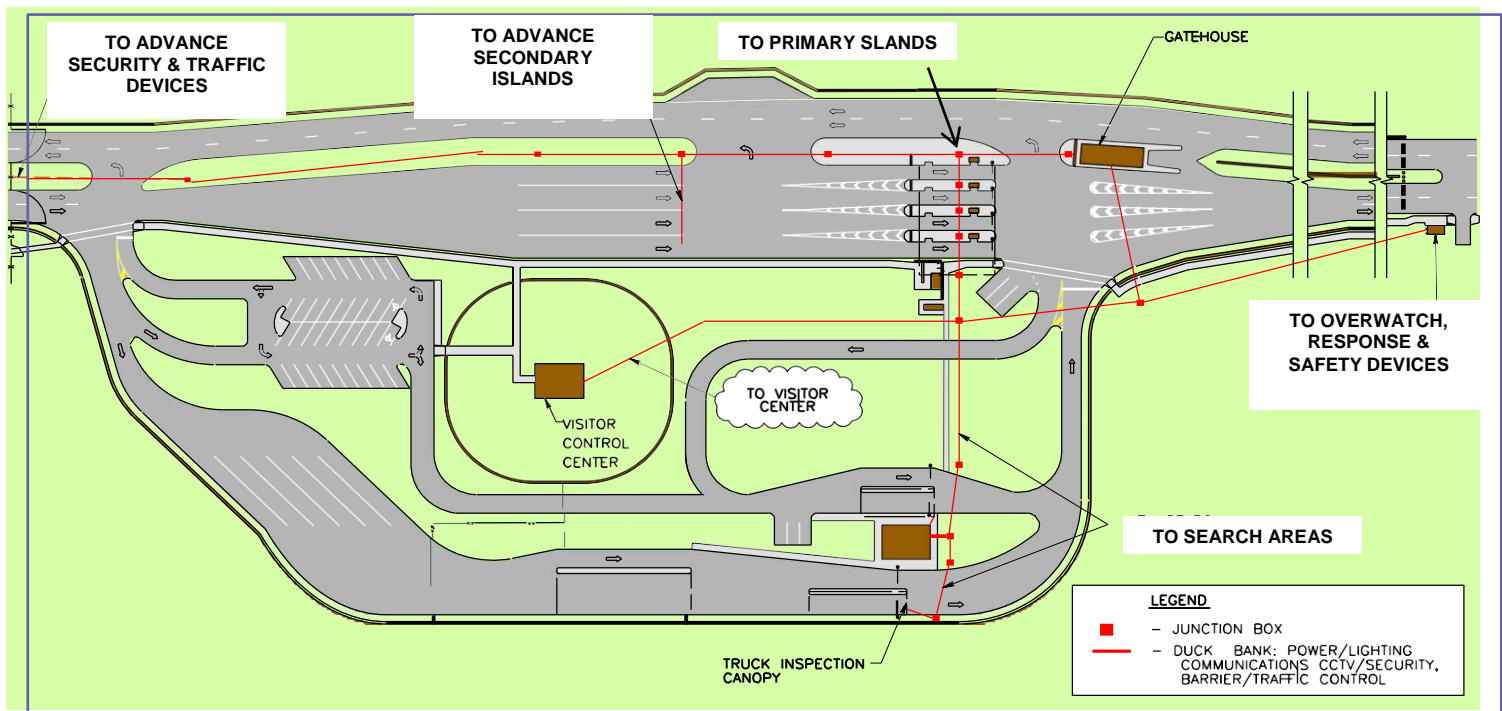 TO ADVANCE
SECURITY & TRAFFIC
DEVICES
TO ADVANCE
SECONDARY
ISLANDS
TO PRIMARY SLANDS
GATEHOUSE
TO OVERWATCH,
RESPONSE &
SAFETY DEVICES
TO VISITOR
CENTER
VISITOR
CONTROL
CENTER
TO SEARCH AREAS
TRUCK INSPECTION
CANOPY
LEGEND
- JUNCTION BOX
- DUCK BANK: POWER/LIGHTING
COMMUNICATIONS CCTV/SECURITY,
BARRIER/TRAFFIC CONTROL